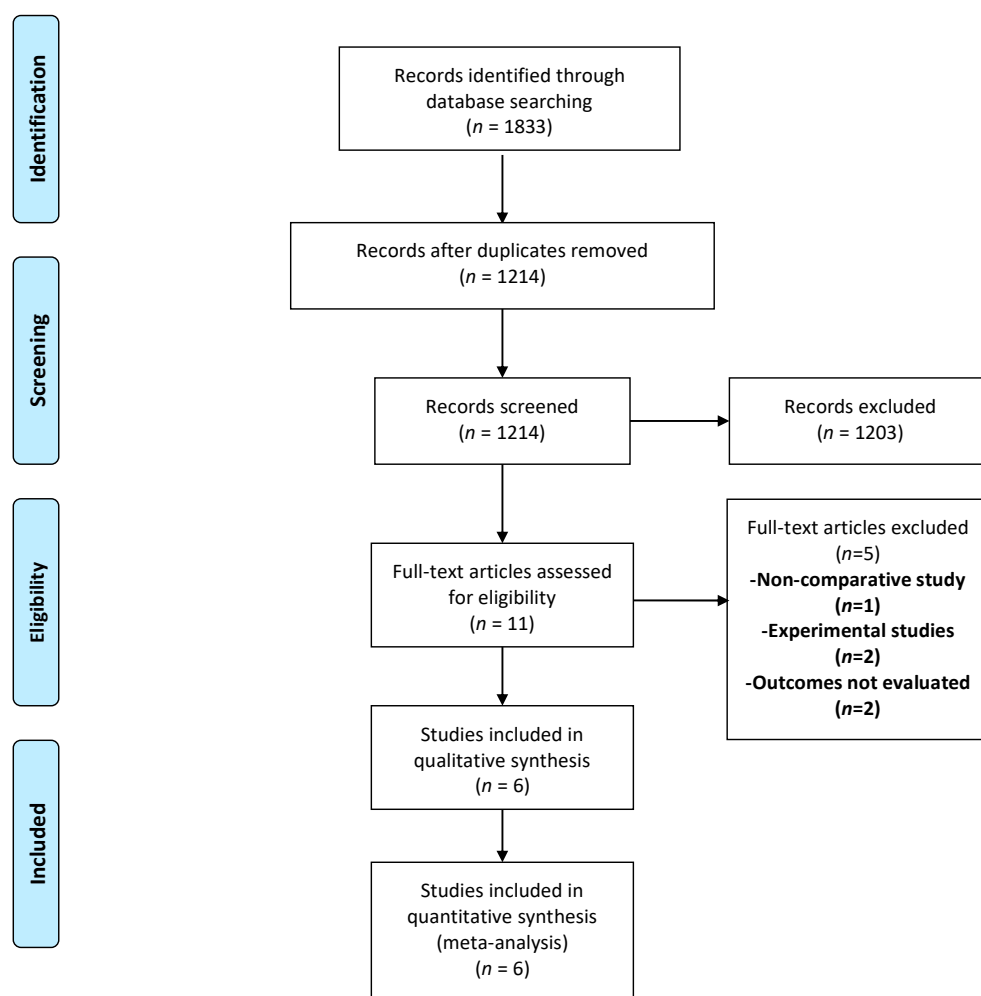 Identification
Records identified through
database searching
(n = 1833)
Records after duplicates removed
(n = 1214)
Screening
Records screened
(n = 1214)
Records excluded
(n = 1203)
Eligibility
Full-text articles assessed
for eligibility
(n = 11)
Full-text articles excluded
(n=5)
-Non-comparative study
(n=1)
-Experimental studies
(n=2)
-Outcomes not evaluated
(n=2)
Studies included in
qualitative synthesis
(n = 6)
Included
Studies included in
quantitative synthesis
(meta-analysis)
(n = 6)